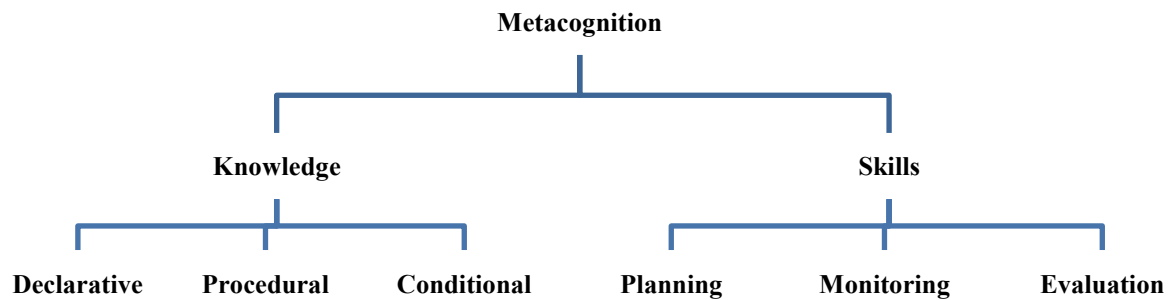 Metacognition
Knowledge Skills
Declarative Procedural Conditional Planning Monitoring Evaluation